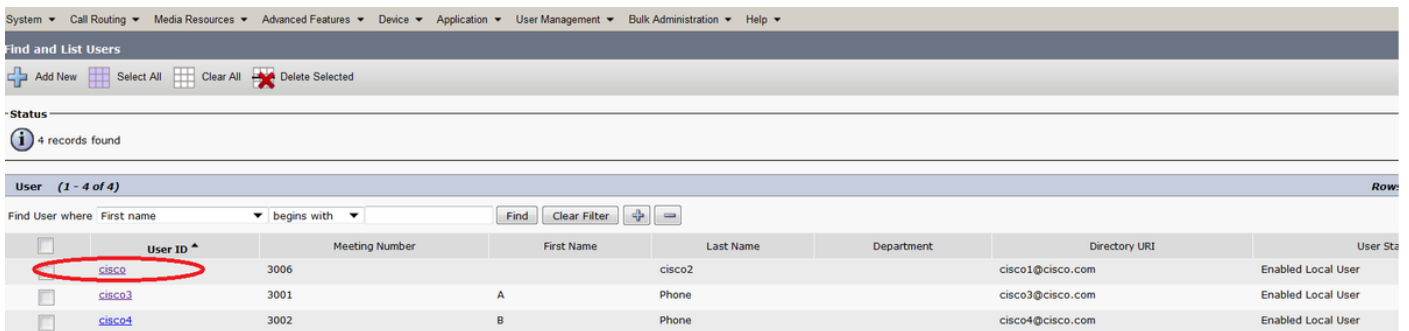 System Call Routing Media Resources Advanced Features Device Application User Management Bulk Administration Help
Find and List Users
Add New Select All Clear All Delete Selected
Status
i 4 records found
User (1 - 4 of 4) Rows
Find User where First name begins with Find Clear Filter
User ID Meeting Number First Name Last Name Department Directory URI User Sta
cisco 3006 cisco2 cisco1@cisco.com Enabled Local User
cisco3 3001 A Phone cisco3@cisco.com Enabled Local User
cisco4 3002 B Phone cisco4@cisco.com Enabled Local User